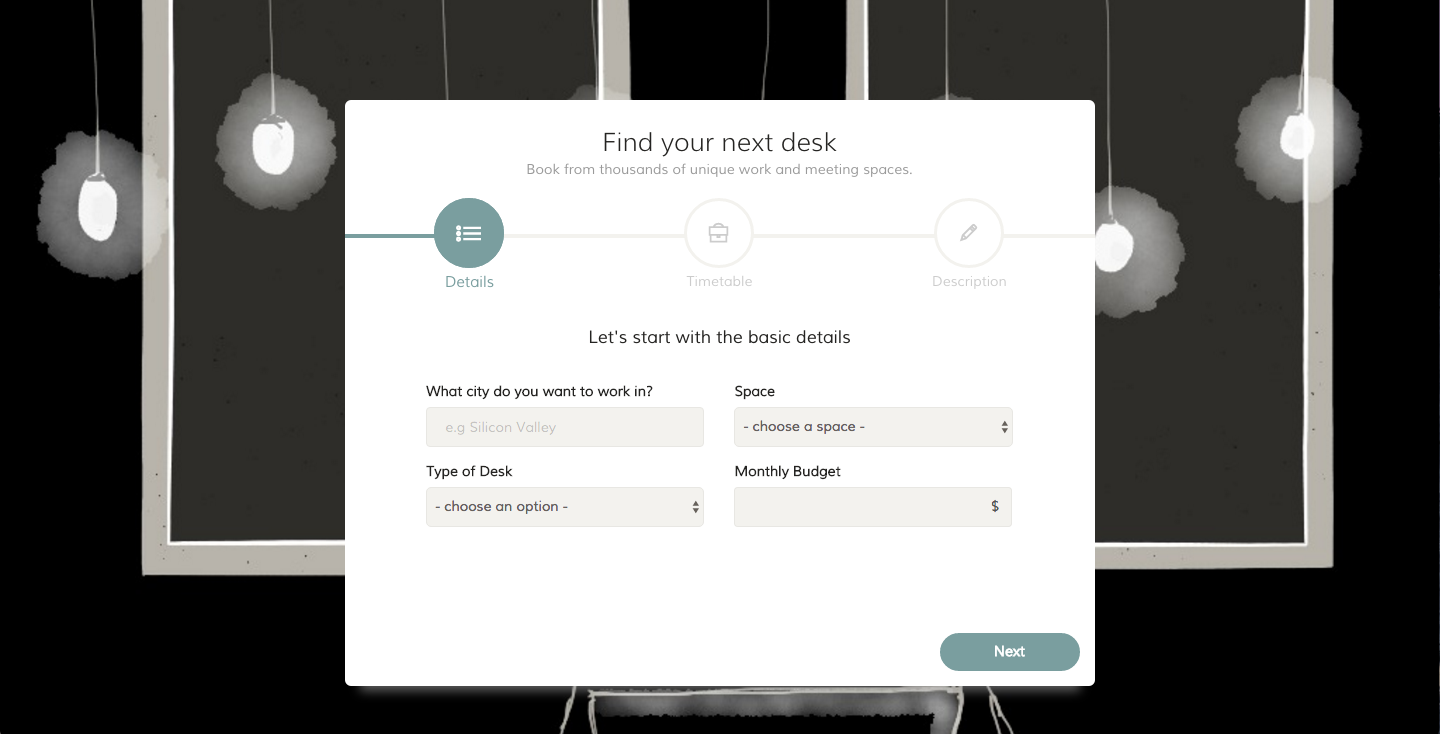 Find your next desk
Book from thousands of unique work and meeting spaces.
Details
Timetable
Description
Let's start with the basic details
What city do you want to work in?
Space
e.g Silicon Valley
- choose a space -
Type of Desk
Monthly Budget
- choose an option -
$
Next